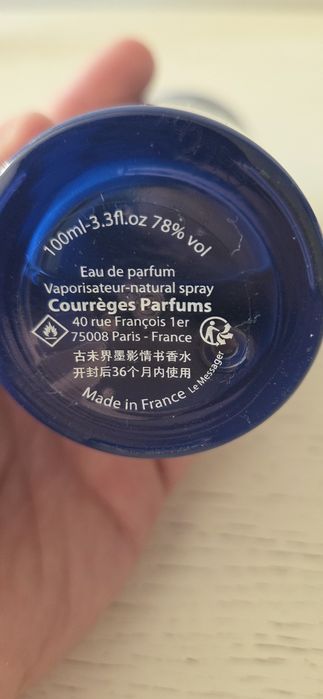 100ml-3.3fl.oz 78% vol
Eau de parfum
Vaporisateur-natural spray
Courrèges Parfums
40 rue François 1er
75008 Paris - France
古未界墨影情书香水
开封后36个月内使用
Made in France
Le Messager